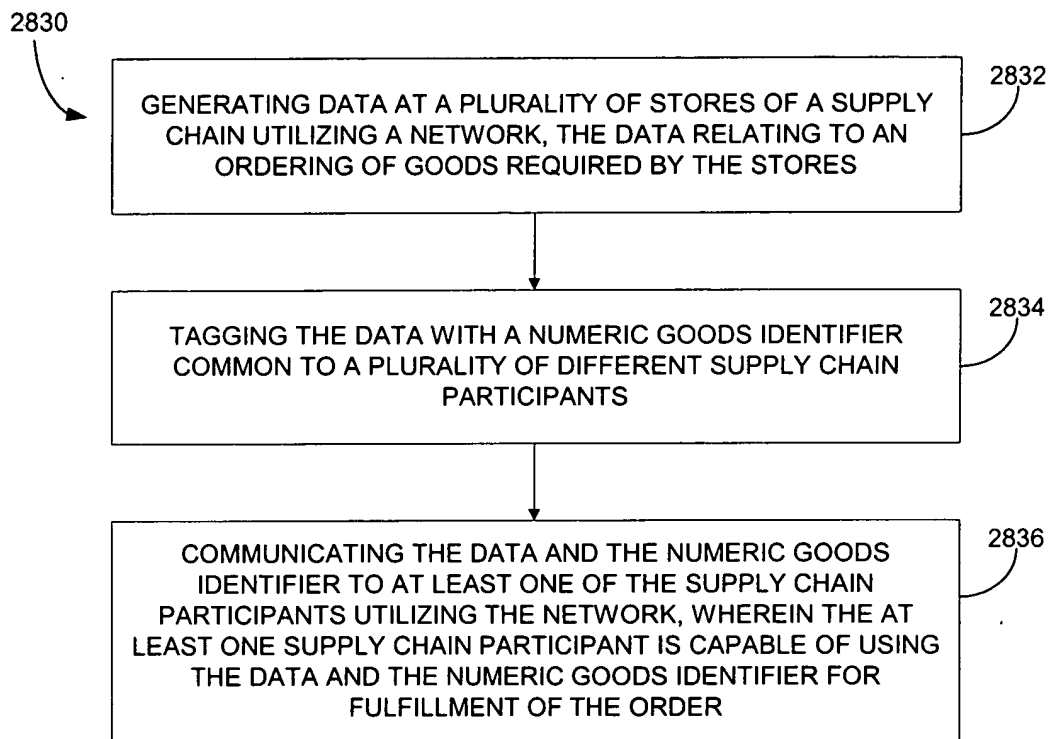 2830
2832
GENERATING DATA AT A PLURALITY OF STORES OF A SUPPLY
CHAIN UTILIZING A NETWORK, THE DATA RELATING TO AN
ORDERING OF GOODS REQUIRED BY THE STORES
2834
TAGGING THE DATA WITH A NUMERIC GOODS IDENTIFIER
COMMON TO A PLURALITY OF DIFFERENT SUPPLY CHAIN
PARTICIPANTS
2836
COMMUNICATING THE DATA AND THE NUMERIC GOODS
IDENTIFIER TO AT LEAST ONE OF THE SUPPLY CHAIN
PARTICIPANTS UTILIZING THE NETWORK, WHEREIN THE AT
LEAST ONE SUPPLY CHAIN PARTICIPANT IS CAPABLE OF USING
THE DATA AND THE NUMERIC GOODS IDENTIFIER FOR
FULFILLMENT OF THE ORDER